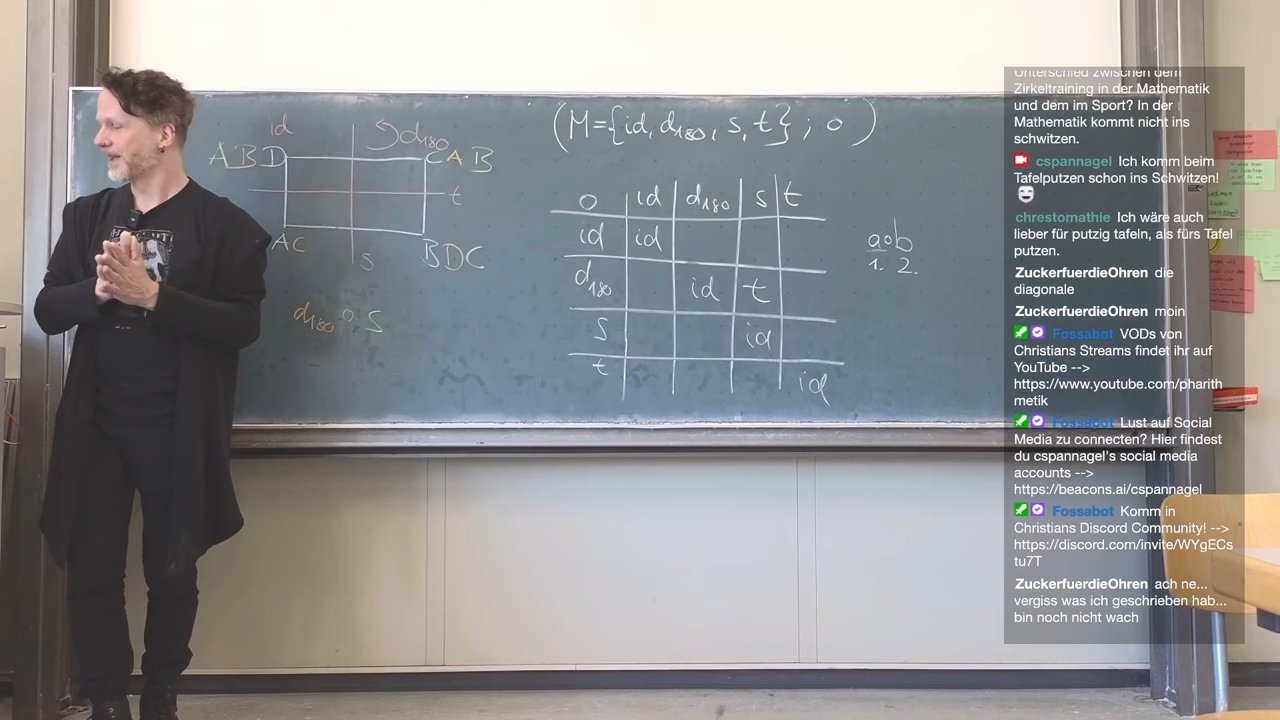 (M={id, d₁₈₀, s, t} ; o)
id d₁₈₀
A B D C A B
t
A C B D C
s
d₁₈₀ o s
o id d₁₈₀ s t
id id
d₁₈₀ id t
s id
t id
a o b
1. 2.
Unterschied zwischen dem
Zirkeltraining in der Mathematik
und dem im Sport? In der
Mathematik kommt nicht ins
schwitzen.
cspannagel Ich komm beim
Tafelputzen schon ins Schwitzen!
chrestomathie Ich wäre auch
lieber für putzig tafeln, als fürs Tafel
putzen.
ZuckerfuerdieOhren die
diagonale
ZuckerfuerdieOhren moin
Fossabot VODs von
Christians Streams findet ihr auf
YouTube -->
https://www.youtube.com/pharith
metik
Fossabot Lust auf Social
Media zu connecten? Hier findest
du cspannagel's social media
accounts -->
https://beacons.ai/cspannagel
Fossabot Komm in
Christians Discord Community! -->
https://discord.com/invite/WYgECs
tu7T
ZuckerfuerdieOhren ach ne...
vergiss was ich geschrieben hab...
bin noch nicht wach